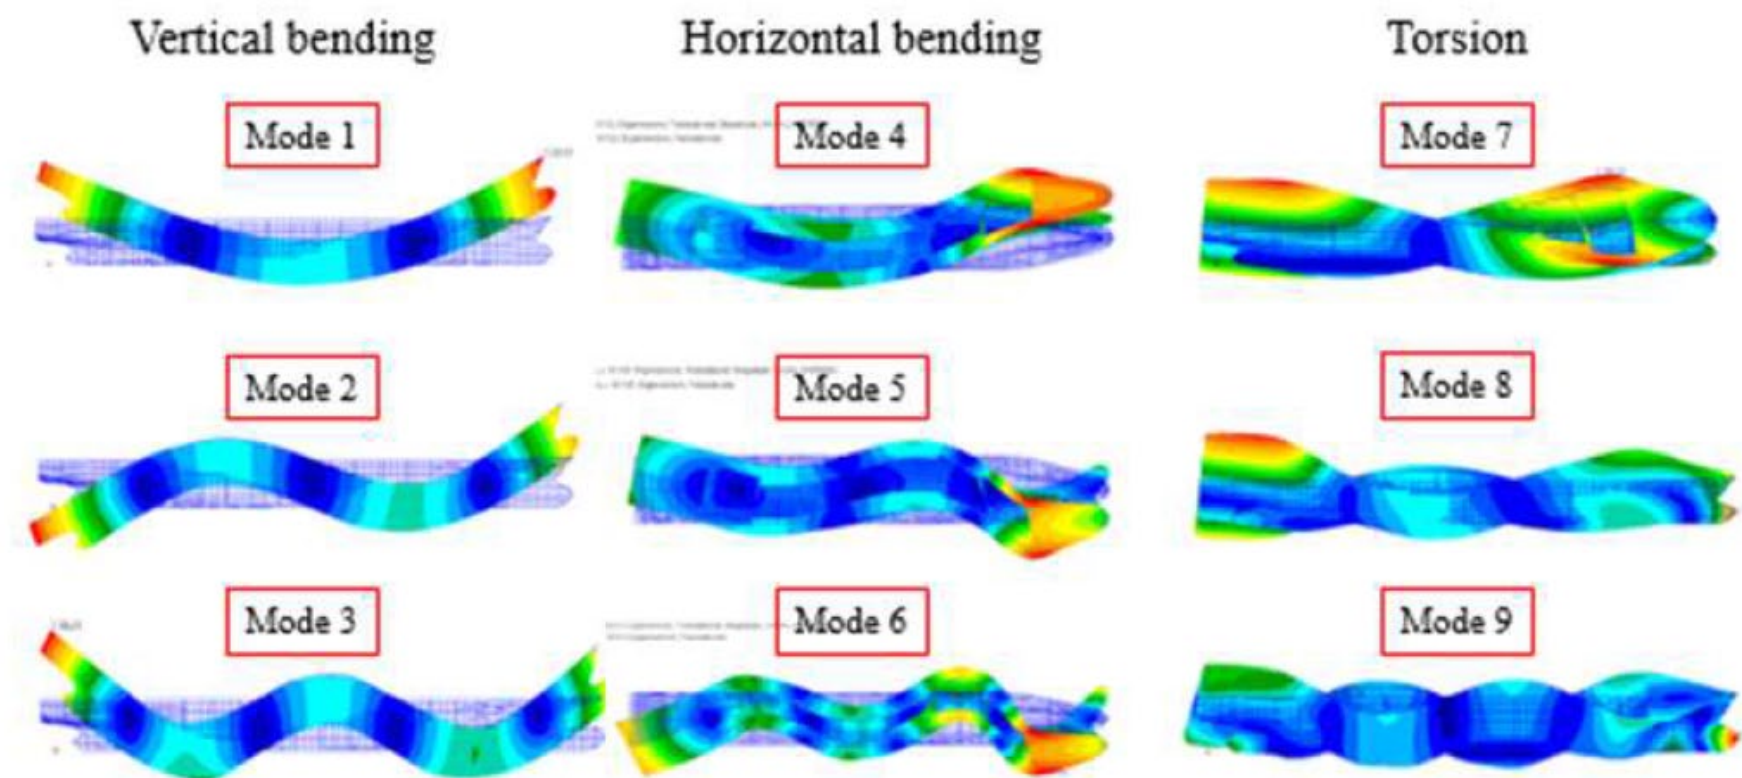 Vertical bending
Horizontal bending
Torsion
Mode 1
Mode 4
Mode 7
Mode 2
Mode 5
Mode 8
Mode 3
Mode 6
Mode 9